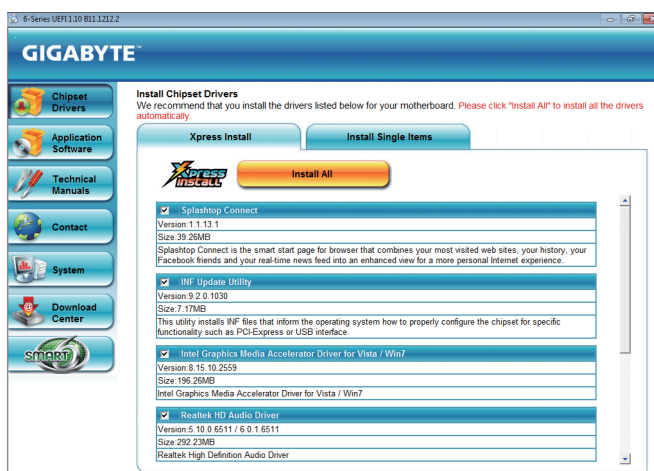 6-Series UEFI 1.10 B11.1212.2
GIGABYTE™
Chipset
Drivers
Application
Software
Technical
Manuals
Contact
System
Download
Center
SMART
Install Chipset Drivers
We recommend that you install the drivers listed below for your motherboard. Please click "Install All" to install all the drivers
automatically.
Xpress Install
Install Single Items
Xpress
Install
Install All
Splashtop Connect
Version:1.1.13.1
Size:39.26MB
Splashtop Connect is the smart start page for browser that combines your most visited web sites, your history, your
Facebook friends and your real-time news feed into an enhanced view for a more personal Internet experience.
INF Update Utility
Version:9.2.0.1030
Size:7.17MB
This utility installs INF files that inform the operating system how to properly configure the chipset for specific
functionality such as PCI-Express or USB interface.
Intel Graphics Media Accelerator Driver for Vista / Win7
Version:8.15.10.2559
Size:196.26MB
Intel Graphics Media Accelerator Driver for Vista / Win7
Realtek HD Audio Driver
Version:5.10.0.6511 / 6.0.1.6511
Size:292.23MB
Realtek High Definition Audio Driver